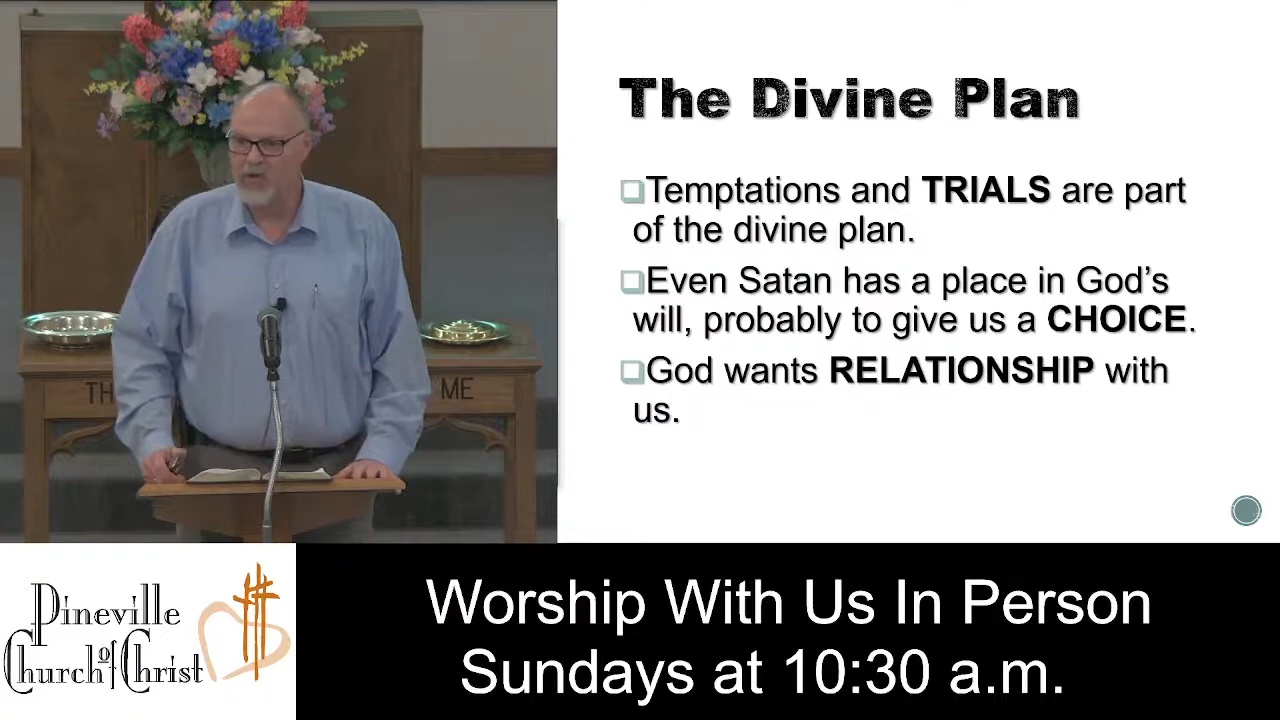 The Divine Plan
Temptations and TRIALS are part
of the divine plan.
Even Satan has a place in God's
will, probably to give us a CHOICE.
God wants RELATIONSHIP with
us.
TH
ME
Pineville
Church of Christ
Worship With Us In Person
Sundays at 10:30 a.m.